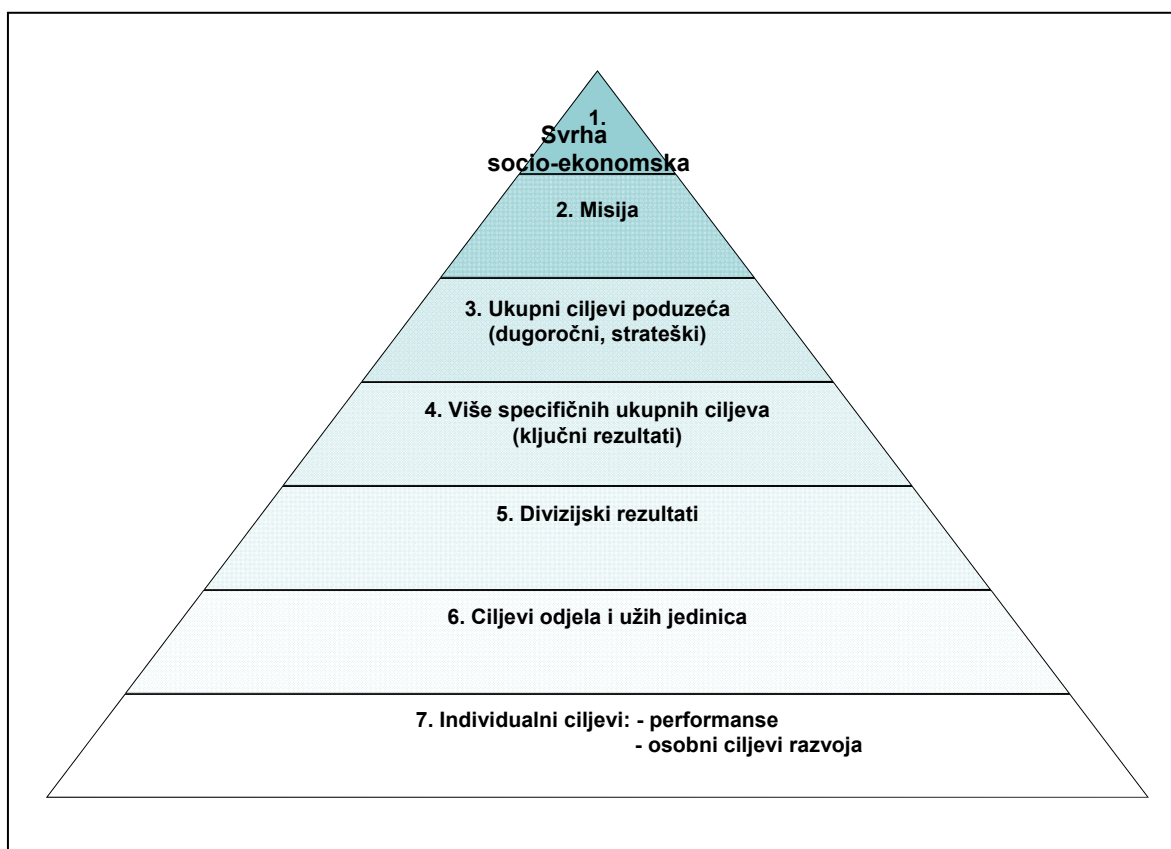 1.
Svrha
socio-ekonomska
2. Misija
3. Ukupni ciljevi poduzeća
(dugoročni, strateški)
4. Više specifičnih ukupnih ciljeva
(ključni rezultati)
5. Divizijski rezultati
6. Ciljevi odjela i užih jedinica
7. Individualni ciljevi: - performanse
- osobni ciljevi razvoja